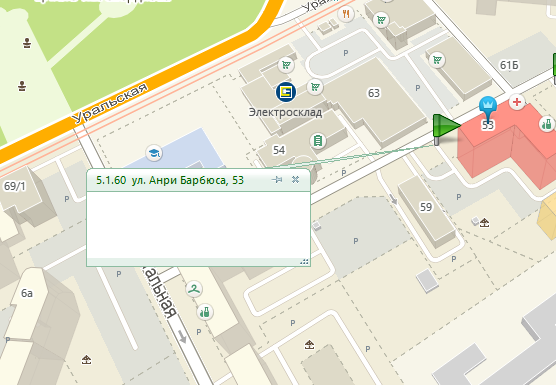 Уральская
61Б
63
Электросклад
53
54
5.1.60 ул. Анри Барбюса, 53
69/1
59
альная
6а
P
P
P
P
P
P
P
P
P
P